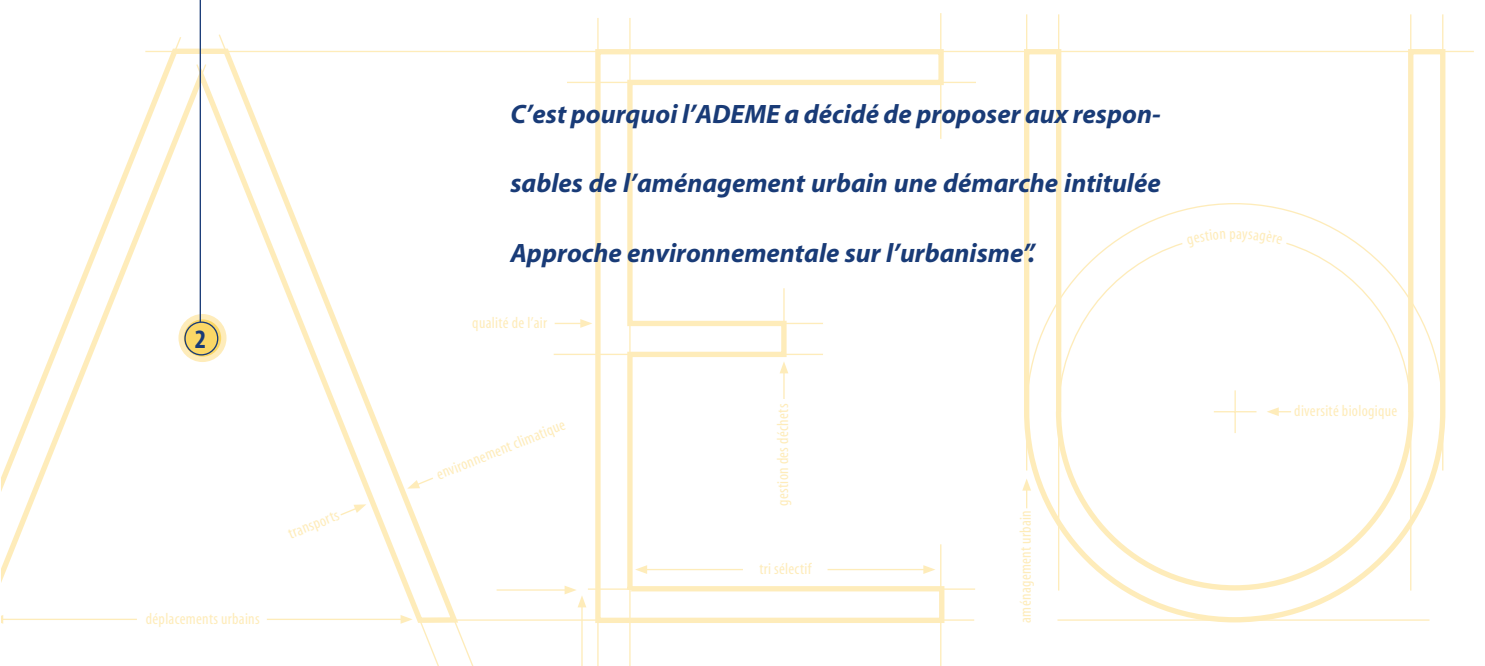 C'est pourquoi l'ADEME a décidé de proposer aux respon-
sables de l'aménagement urbain une démarche intitulée
Approche environnementale sur l'urbanisme".
gestion paysagère
qualité de l'air
2
diversité biologique
gestion des déchets
environnement climatique
transports
aménagement urbain
tri sélectif
déplacements urbains
AEU